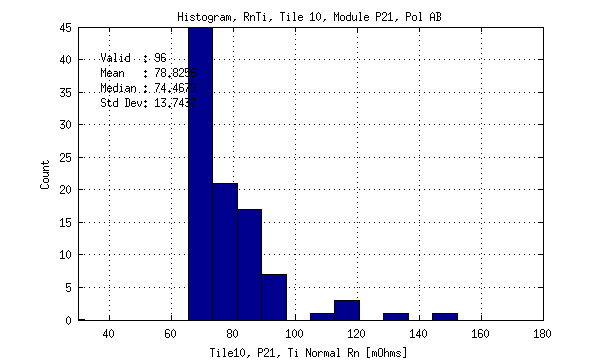 Histogram, RnTi, Tile 10, Module P21, Pol AB
45
40
35
30
25
20
15
10
5
0
Count
Valid : 96
Mean : 78.825
Median : 74.467
Std Dev: 13.743
40 60 80 100 120 140 160 180
Tile10, P21, Ti Normal Rn [mOhms]